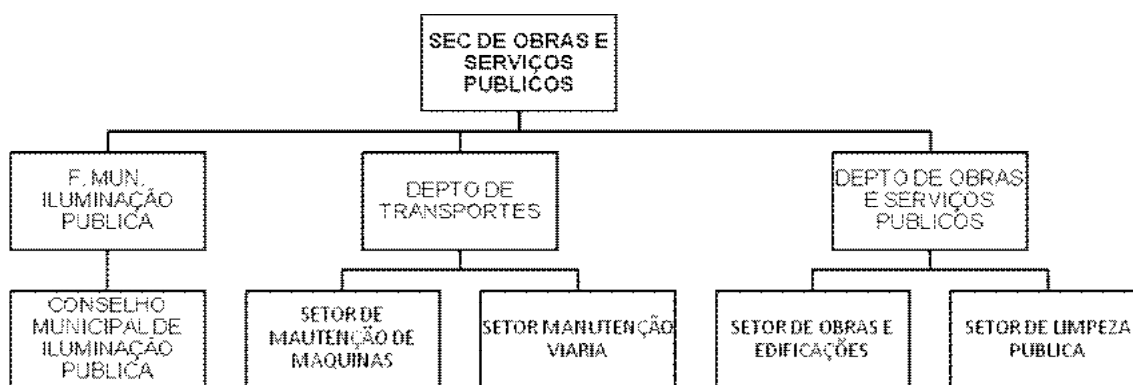 SEC DE OBRAS E
SERVIÇOS
PUBLICOS
F. MUN.
ILUMINAÇÃO
PUBLICA
DEPTO DE
TRANSPORTES
DEPTO DE OBRAS
E SERVIÇOS
PUBLICOS
CONSELHO
MUNICIPAL DE
ILUMINAÇÃO
PUBLICA
SETOR DE
MAUTENÇÃO DE
MAQUINAS
SETOR MANUTENÇÃO
VIARIA
SETOR DE OBRAS E
EDIFICAÇÕES
SETOR DE LIMPEZA
PUBLICA